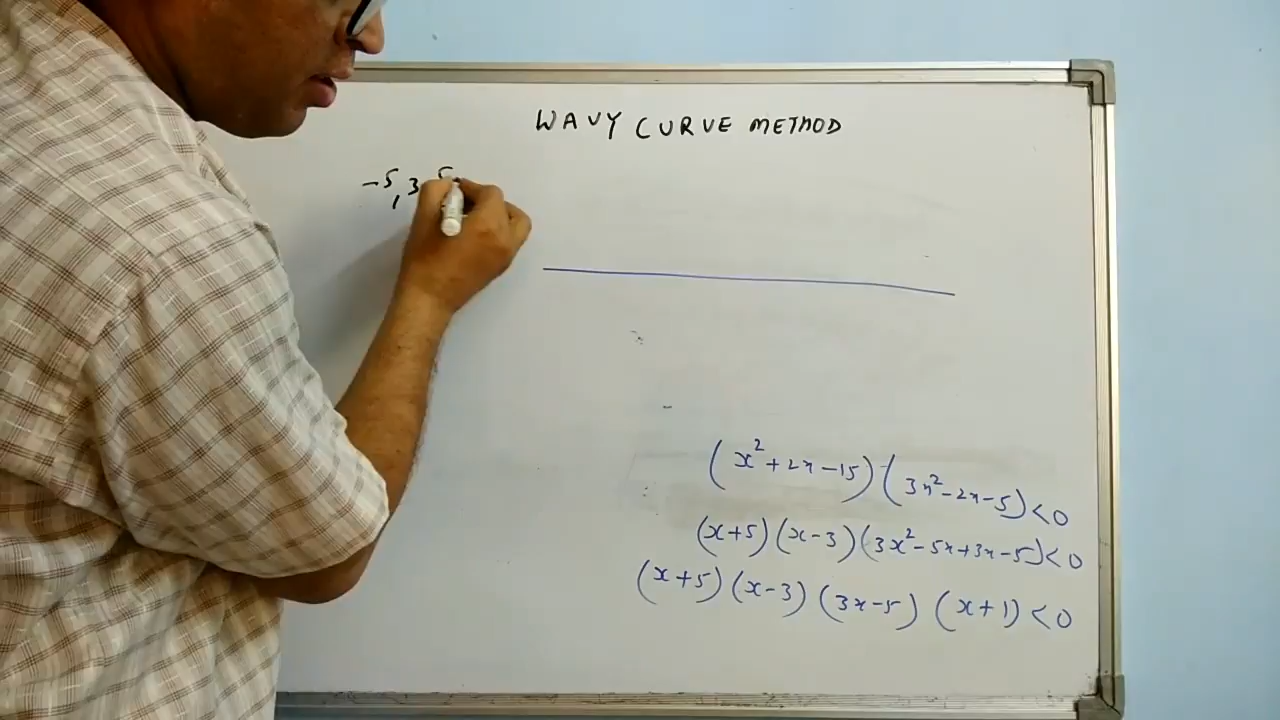 WAVY CURVE METHOD
-5, 3, 5
(x²+2x-15)(3x²-2x-5)<0
(x+5)(x-3)(3x²-5x+3x-5)<0
(x+5)(x-3)(3x-5)(x+1)<0